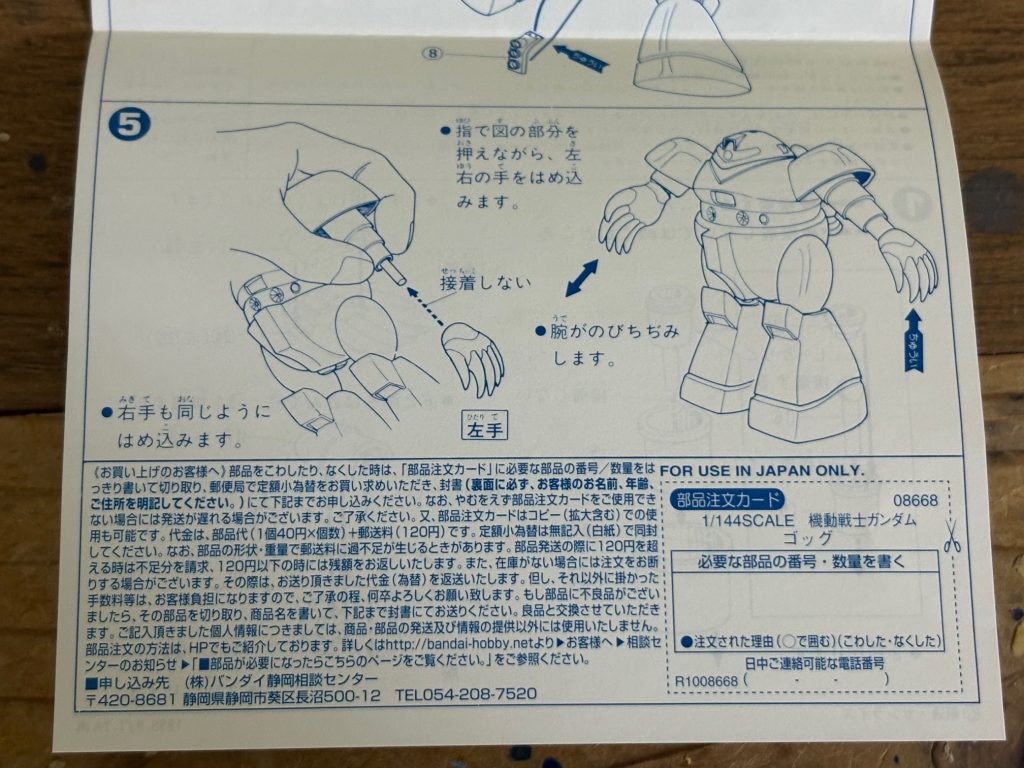 ⑧
ちゅうい
5
●指で図の部分を
押えながら、左
右の手をはめ込
みます。
接着しない
●腕がのびちぢみ
します。
ちゅうい
●右手も同じように
はめ込みます。
左手
《お買い上げのお客様へ》部品をこわしたり、なくした時は、「部品注文カード」に必要な部品の番号/数量をは
っきり書いて切り取り、郵便局で定額小為替をお買い求めいただき、封書(裏面に必ず、お客様のお名前、年齢、
ご住所を明記してください。)にて下記までお申し込みください。なお、やむをえず部品注文カードをご使用でき
ない場合には発送が遅れる場合がございます。ご了承ください。又、部品注文カードはコピー(拡大含む)での使
用も可能です。代金は、部品代(1個40円×個数)+郵送料(120円)です。定額小為替は無記入(白紙)で同封
してください。なお、部品の形状・重量で郵送料に過不足が生じるときがあります。部品発送の際に120円を超
える時は不足分を請求、120円以下の時には残額をお返しいたします。また、在庫がない場合には注文をお断
りする場合がございます。その際は、お送り頂きました代金(為替)を返送いたします。但し、それ以外に掛かった
手数料等は、お客様負担になりますので、ご了承の程、何卒よろしくお願い致します。もし部品に不良品がござい
ましたら、その部品を切り取り、商品名を書いて、下記まで封書にてお送りください。良品と交換させていただき
ます。ご記入頂きました個人情報につきましては、商品・部品の発送及び情報の提供以外には使用いたしません。
部品注文の方法は、HPでもご紹介しております。詳しくはhttp://bandai-hobby.netより▶お客様へ▶相談セ
ンターのお知らせ▶「■部品が必要になったらこちらのページをご覧ください。」をご参照ください。
■申し込み先 (株)バンダイ静岡相談センター
〒420-8681 静岡県静岡市葵区長沼500-12 TEL054-208-7520
FOR USE IN JAPAN ONLY.
部品注文カード 08668
1/144SCALE 機動戦士ガンダム
ゴッグ
必要な部品の番号・数量を書く
●注文された理由(○で囲む)(こわした・なくした)
日中ご連絡可能な電話番号
R1008668 ( - - )